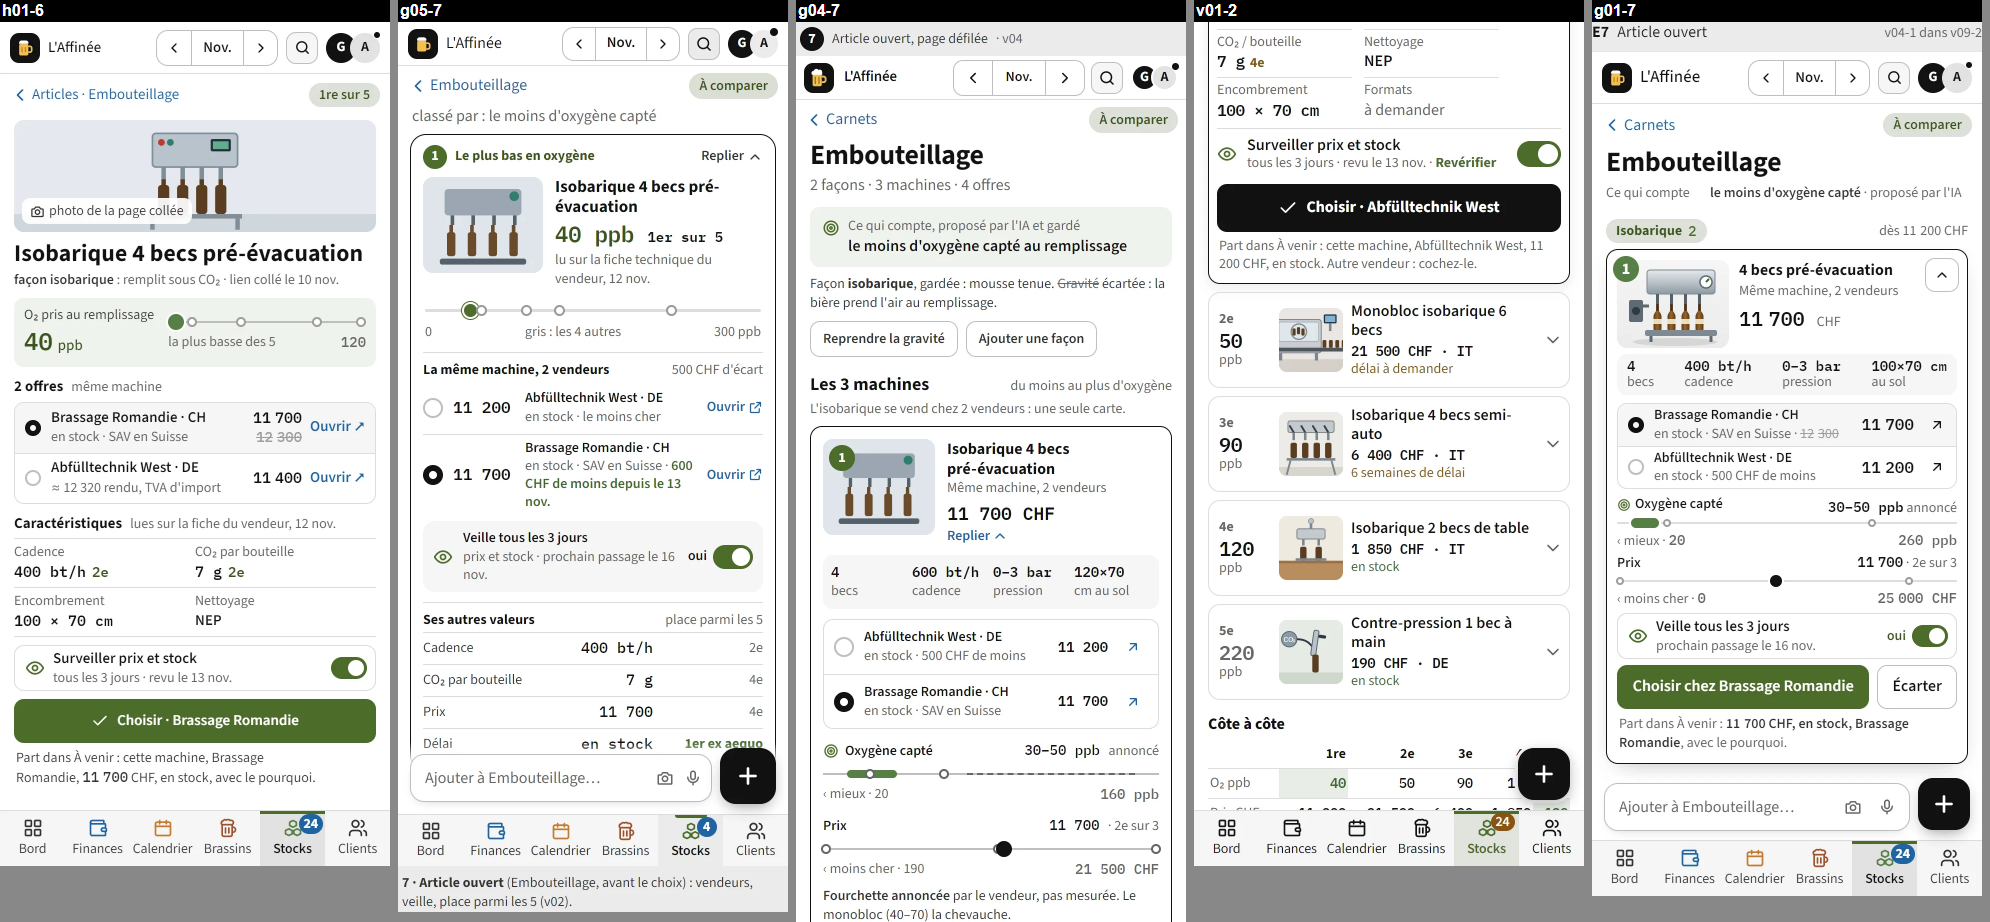 h01-6
L'Affinée
Nov.
G
A
Articles · Embouteillage
1re sur 5
photo de la page collée
Isobarique 4 becs pré-évacuation
façon isobarique : remplit sous CO₂ · lien collé le 10 nov.
O₂ pris au remplissage
40 ppb
la plus basse des 5
120
2 offres même machine
Brassage Romandie · CH
en stock · SAV en Suisse
11 700
12 300
Ouvrir ↗
Abfülltechnik West · DE
≈ 12 320 rendu, TVA d'import
11 400
Ouvrir ↗
Caractéristiques lues sur la fiche du vendeur, 12 nov.
Cadence
400 bt/h 2e
CO₂ par bouteille
7 g 2e
Encombrement
100 × 70 cm
Nettoyage
NEP
Surveiller prix et stock
tous les 3 jours · revu le 13 nov.
Choisir · Brassage Romandie
Part dans À venir : cette machine, Brassage
Romandie, 11 700 CHF, en stock, avec le pourquoi.
Bord
Finances
Calendrier
Brassins
24
Stocks
Clients
g05-7
L'Affinée
Nov.
G
A
Embouteillage
À comparer
classé par : le moins d'oxygène capté
1
Le plus bas en oxygène
Replier
Isobarique 4 becs pré-
évacuation
40 ppb 1er sur 5
lu sur la fiche technique du
vendeur, 12 nov.
0
gris : les 4 autres
300 ppb
La même machine, 2 vendeurs
500 CHF d'écart
11 200
Abfülltechnik West · DE
en stock · le moins cher
Ouvrir
11 700
Brassage Romandie · CH
en stock · SAV en Suisse · 600
CHF de moins depuis le 13
nov.
Ouvrir
Veille tous les 3 jours
prix et stock · prochain passage le 16
nov.
oui
Ses autres valeurs
place parmi les 5
Cadence
400 bt/h
2e
CO₂ par bouteille
7 g
4e
Prix
11 700
4e
Délai
en stock
1er ex aequo
Ajouter à Embouteillage…
Bord
Finances
Calendrier
Brassins
4
Stocks
Clients
7 · Article ouvert (Embouteillage, avant le choix) : vendeurs,
veille, place parmi les 5 (v02).
g04-7
7
Article ouvert, page défilée · v04
L'Affinée
Nov.
G
A
Carnets
À comparer
Embouteillage
2 façons · 3 machines · 4 offres
Ce qui compte, proposé par l'IA et gardé
le moins d'oxygène capté au remplissage
Façon isobarique, gardée : mousse tenue. Gravité écartée : la
bière prend l'air au remplissage.
Reprendre la gravité
Ajouter une façon
Les 3 machines
du moins au plus d'oxygène
L'isobarique se vend chez 2 vendeurs : une seule carte.
1
Isobarique 4 becs
pré-évacuation
Même machine, 2 vendeurs
11 700 CHF
Replier
4
becs
600 bt/h
cadence
0–3 bar
pression
120×70
cm au sol
Abfülltechnik West · DE
en stock · 500 CHF de moins
11 200
↗
Brassage Romandie · CH
en stock · SAV en Suisse
11 700
↗
Oxygène capté
30–50 ppb annoncé
‹ mieux · 20
160 ppb
Prix
11 700 · 2e sur 3
‹ moins cher · 190
21 500 CHF
Fourchette annoncée par le vendeur, pas mesurée. Le
monobloc (40–70) la chevauche.
v01-2
CO₂ / bouteille
7 g 4e
Nettoyage
NEP
Encombrement
100 × 70 cm
Formats
à demander
Surveiller prix et stock
tous les 3 jours · revu le 13 nov. · Revérifier
Choisir · Abfülltechnik West
Part dans À venir : cette machine, Abfülltechnik West, 11
200 CHF, en stock. Autre vendeur : cochez-le.
2e
50
ppb
Monobloc isobarique 6
becs
21 500 CHF · IT
délai à demander
3e
90
ppb
Isobarique 4 becs semi-
auto
6 400 CHF · IT
6 semaines de délai
4e
120
ppb
Isobarique 2 becs de table
1 850 CHF · IT
en stock
5e
220
ppb
Contre-pression 1 bec à
main
190 CHF · DE
en stock
Côte à côte
1re
2e
3e
O₂ ppb
40
50
90
Bord
Finances
Calendrier
Brassins
24
Stocks
Clients
g01-7
E7 Article ouvert
v04-1 dans v09-2
L'Affinée
Nov.
G
A
Carnets
À comparer
Embouteillage
Ce qui compte
le moins d'oxygène capté · proposé par l'IA
Isobarique 2
dès 11 200 CHF
1
4 becs pré-évacuation
Même machine, 2 vendeurs
11 700 CHF
4
becs
400 bt/h
cadence
0–3 bar
pression
100×70 cm
au sol
Brassage Romandie · CH
en stock · SAV en Suisse · 12 300
11 700
↗
Abfülltechnik West · DE
en stock · 500 CHF de moins
11 200
↗
Oxygène capté
30–50 ppb annoncé
‹ mieux · 20
260 ppb
Prix
11 700 · 2e sur 3
‹ moins cher · 0
25 000 CHF
Veille tous les 3 jours
prochain passage le 16 nov.
oui
Choisir chez Brassage Romandie
Écarter
Part dans À venir : 11 700 CHF, en stock, Brassage
Romandie, avec le pourquoi.
Ajouter à Embouteillage…
Bord
Finances
Calendrier
Brassins
24
Stocks
Clients